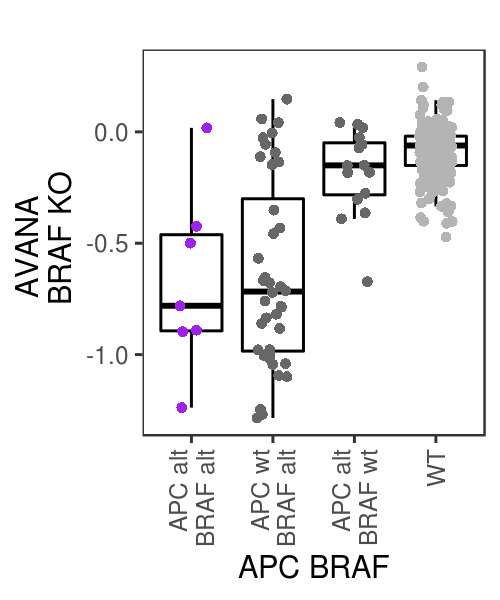 AVANA
BRAF KO
0.0
-0.5
-1.0
APC alt
BRAF alt
APC wt
BRAF alt
APC alt
BRAF wt
WT
APC BRAF